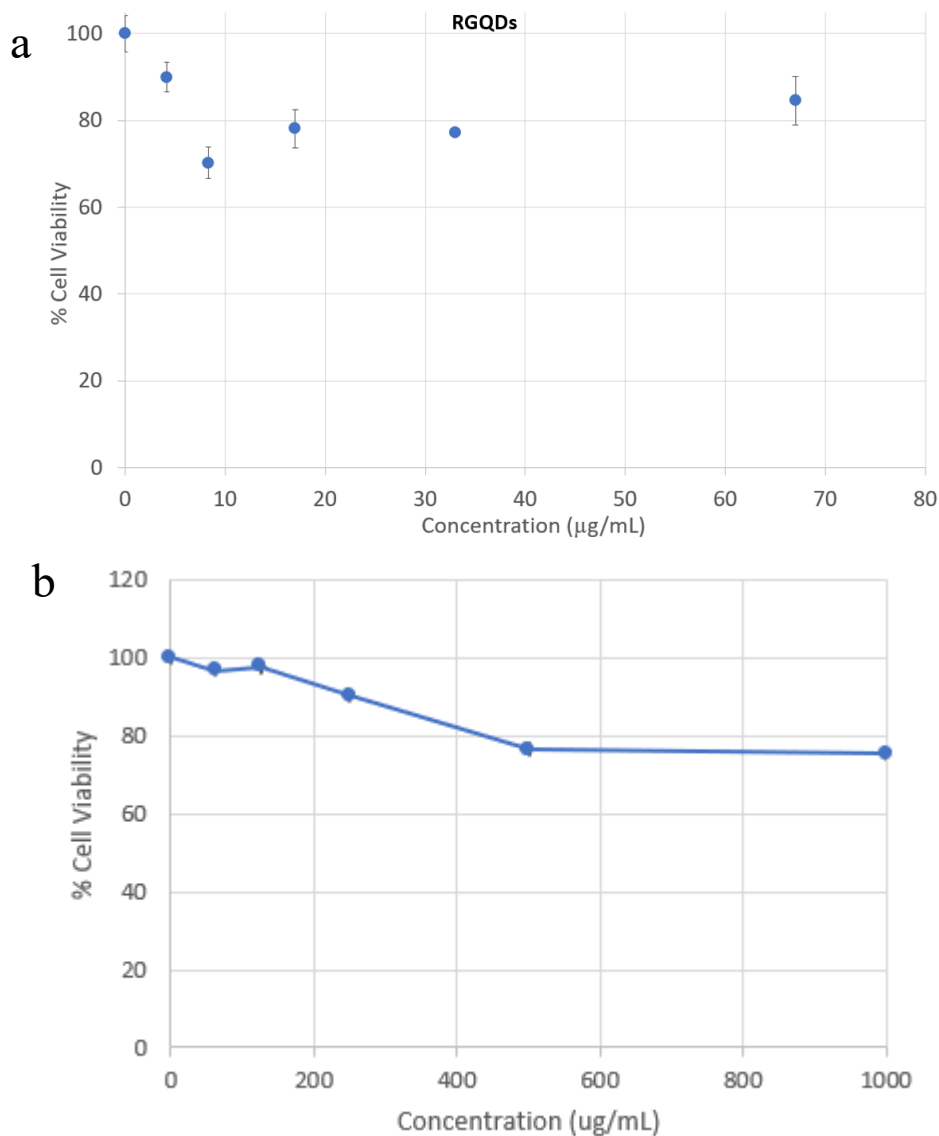 a
RGQDs
% Cell Viability
100
80
60
40
20
0
0 10 20 30 40 50 60 70 80
Concentration (μg/mL)
b
% Cell Viability
120
100
80
60
40
20
0
0 200 400 600 800 1000
Concentration (ug/mL)